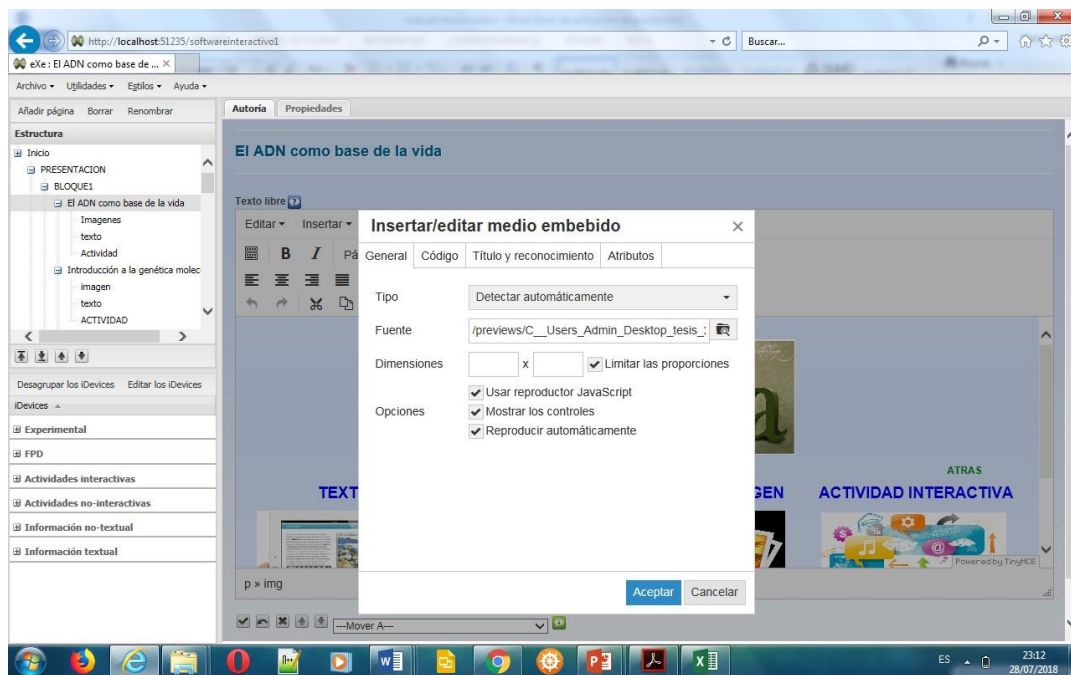 http://localhost:51235/softwareinteractivo1
Buscar...
eXe : El ADN como base de ...
Archivo Utilidades Estilos Ayuda
Añadir página Borrar Renombrar
Autoría Propiedades
Estructura
Inicio
PRESENTACION
BLOQUE1
El ADN como base de la vida
Imagenes
texto
Actividad
Introducción a la genética molec
imagen
texto
ACTIVIDAD
Desagrupar los iDevices Editar los iDevices
iDevices
Experimental
FPD
Actividades interactivas
Actividades no-interactivas
Información no-textual
Información textual
El ADN como base de la vida
Texto libre
Editar Insertar
B I Pá
Insertar/editar medio embebido
General Código Título y reconocimiento Atributos
Tipo Detectar automáticamente
Fuente /previews/C__Users_Admin_Desktop_tesis_
Dimensiones x Limitar las proporciones
Usar reproductor JavaScript
Opciones Mostrar los controles
Reproducir automáticamente
Aceptar Cancelar
ATRAS
TEXT GEN ACTIVIDAD INTERACTIVA
Powered by TinyMCE
p » img
---Mover A---
ES 23:12
28/07/2018